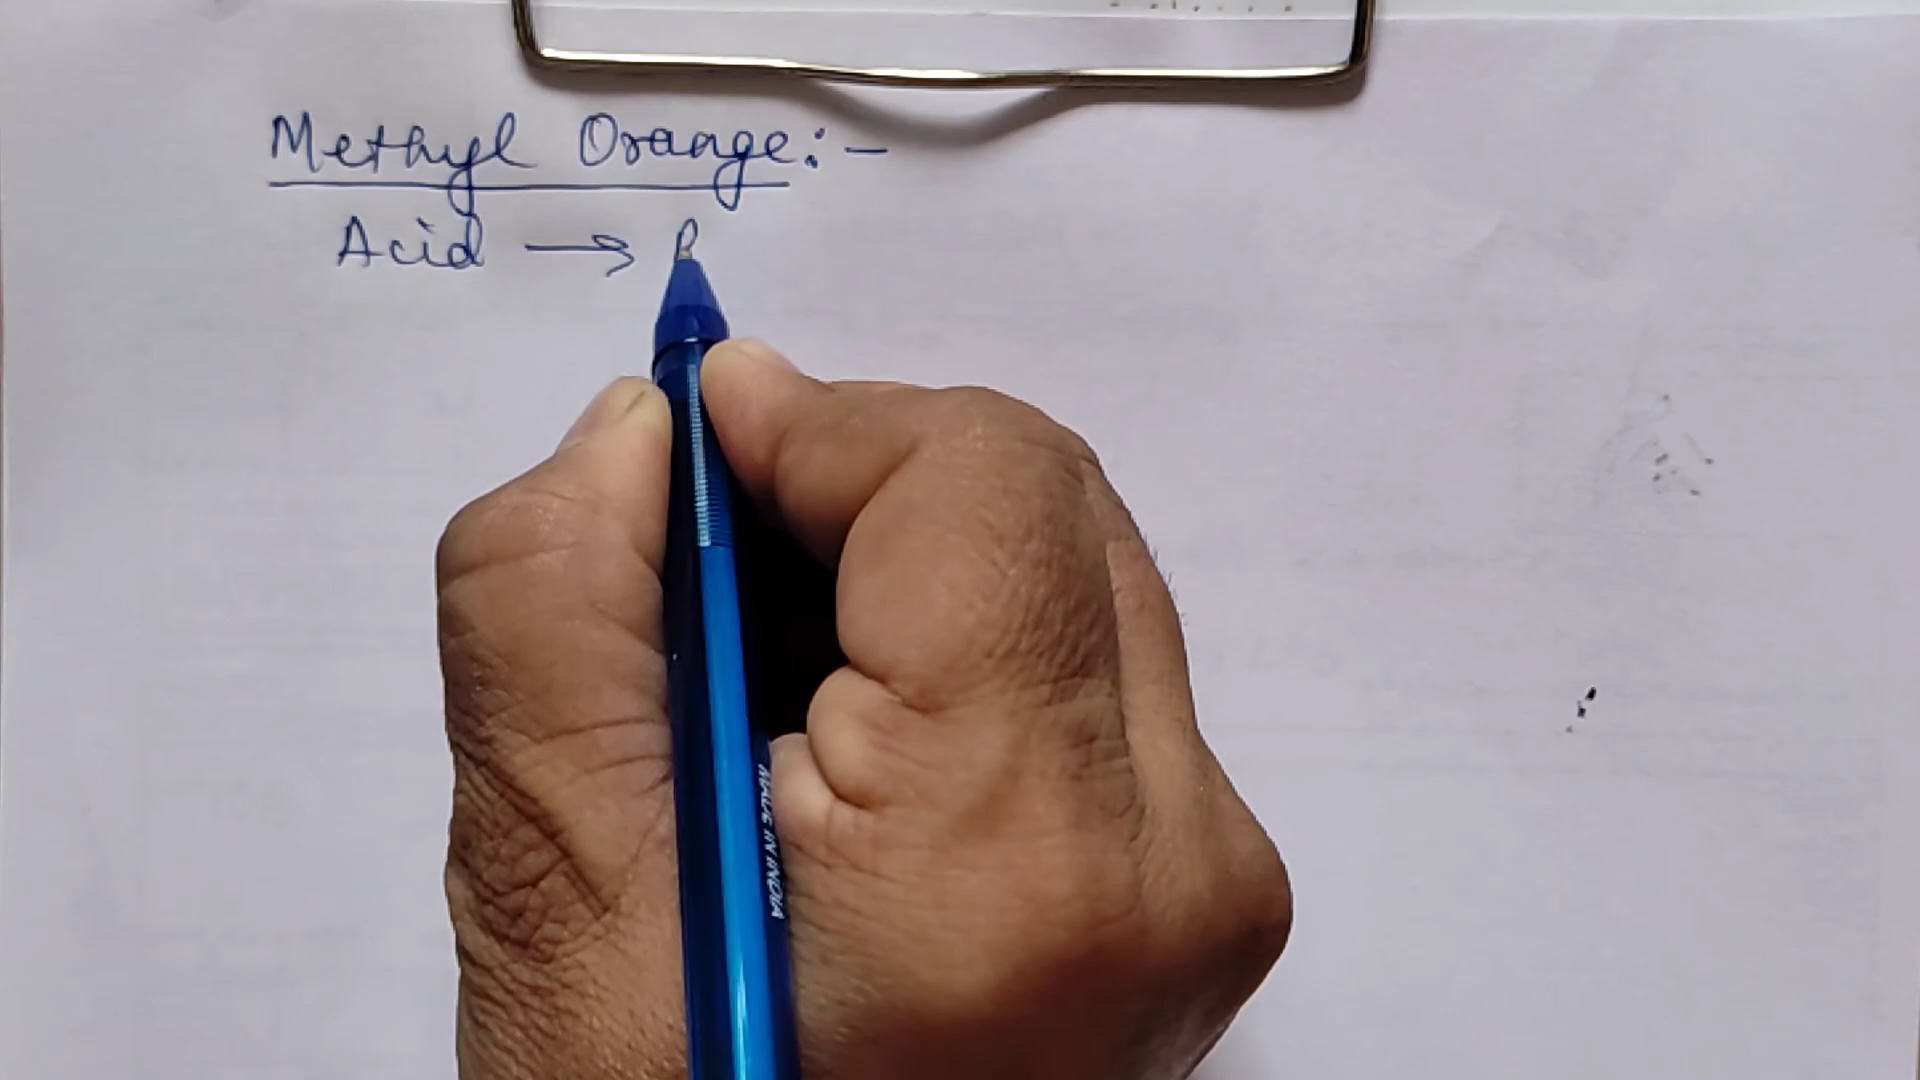 Methyl Orange:-
Acid → R
MADE IN INDIA